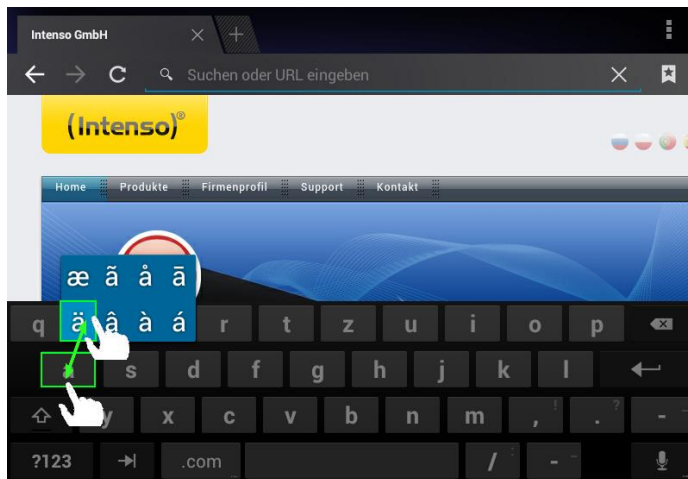 Intenso GmbH
Suchen oder URL eingeben
(Intenso)®
Home Produkte Firmenprofil Support Kontakt
æ ã å ā
ä â à á
q r t z u i o p
a s d f g h j k l
y x c v b n m , ! . ? -
?123 .com / : - _